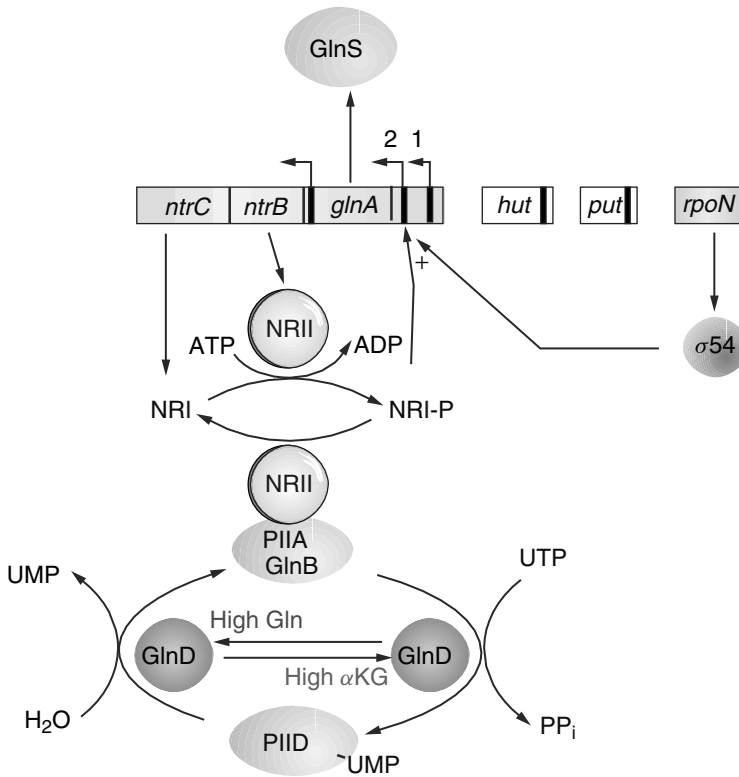 GlnS
2 1
ntrC ntrB glnA hut put rpoN
+
NRII
σ54
ATP ADP
NRI NRI-P
NRII
PIIA
GlnB
UMP UTP
High Gln
GlnD GlnD
High αKG
H₂O PPᵢ
PIID
UMP